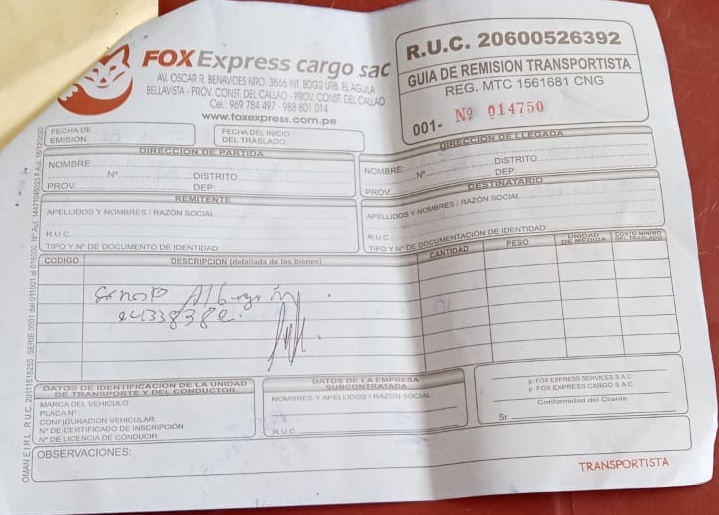 FOX Express cargo sac
AV. OSCAR R. BENAVIDES NRO. 3866 INT. BDG2 URB. EL AGUILA
BELLAVISTA - PROV. CONST. DEL CALLAO - PROV. CONST. DEL CALLAO
Cel.: 969 784 497 - 988 801 014
www.foxexpress.com.pe
R.U.C. 20600526392
GUIA DE REMISION TRANSPORTISTA
REG. MTC 1561681 CNG
001- Nº 014750
FECHA DE
EMISIÓN:
FECHA DEL INICIO
DEL TRASLADO
DIRECCION DE PARTIDA
NOMBRE
Nº DISTRITO
PROV. DEP:
DIRECCION DE LLEGADA
NOMBRE:
Nº DISTRITO
PROV DEP:
REMITENTE
APELLIDOS Y NOMBRES / RAZÓN SOCIAL
R.U.C.
TIPO Y Nº DE DOCUMENTO DE IDENTIDAD:
DESTINATARIO
APELLIDOS Y NOMBRES / RAZÓN SOCIAL
R.U.C
TIPO Y Nº DE DOCUMENTACIÓN DE IDENTIDAD:
CODIGO DESCRIPCIÓN (detallada de los bienes) CANTIDAD PESO UNIDAD DE MEDIDA COSTO MINIMO DEL TRASLADO
DATOS DE IDENTIFICACIÓN DE LA UNIDAD
DE TRANSPORTE Y DEL CONDUCTOR
MARCA DEL VEHICULO
PLACA Nº
CONFIGURACIÓN VEHICULAR:
Nº DE CERTIFICADO DE INSCRIPCIÓN:
Nº DE LICENCIA DE CONDUCIR:
DATOS DE LA EMPRESA
SUBCONTRATADA
NOMBRES Y APELLIDOS / RAZÓN SOCIAL
R.U.C
p. FOX EXPRESS SERVICES S.A.C
p. FOX EXPRESS CARGO S.A.C
Conformidad del Cliente
Sr.
OBSERVACIONES:
TRANSPORTISTA